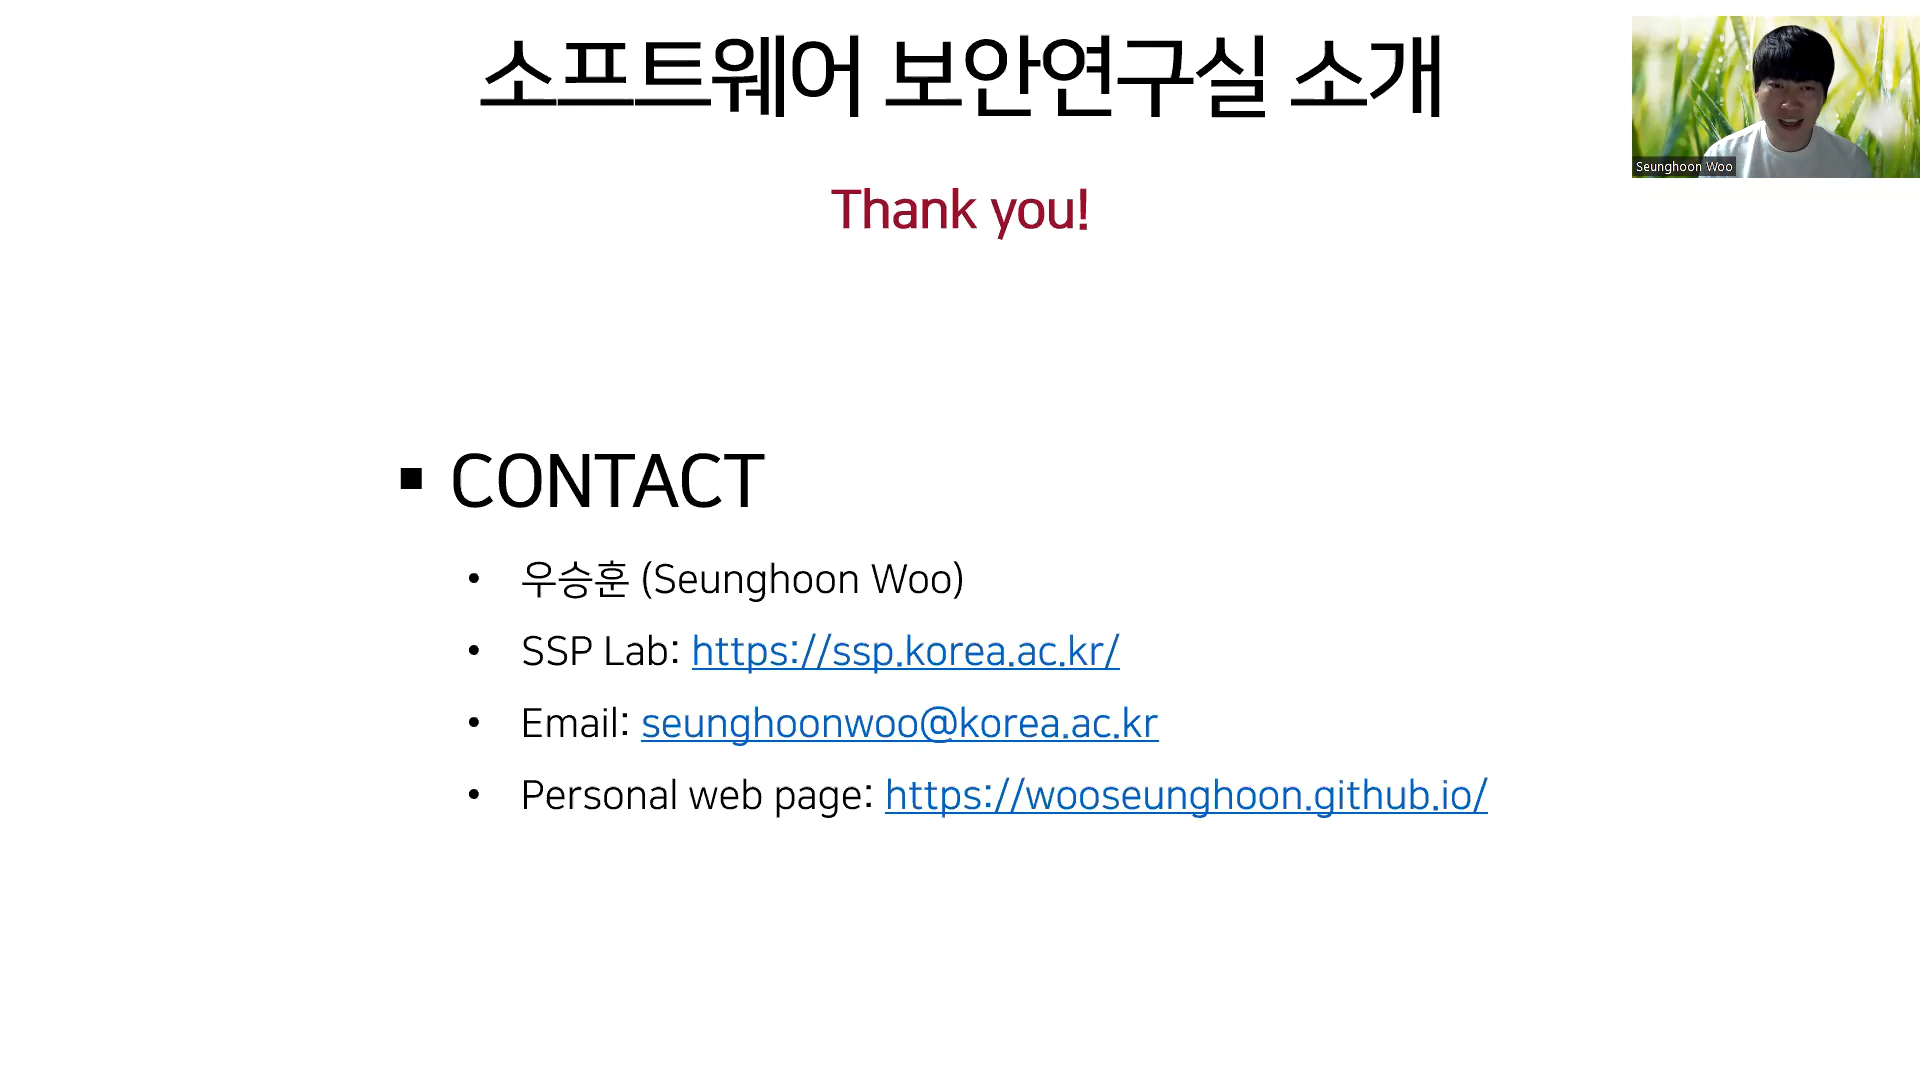 소프트웨어 보안연구실 소개
Seunghoon Woo
Thank you!
▪ CONTACT
• 우승훈 (Seunghoon Woo)
• SSP Lab: https://ssp.korea.ac.kr/
• Email: seunghoonwoo@korea.ac.kr
• Personal web page: https://wooseunghoon.github.io/